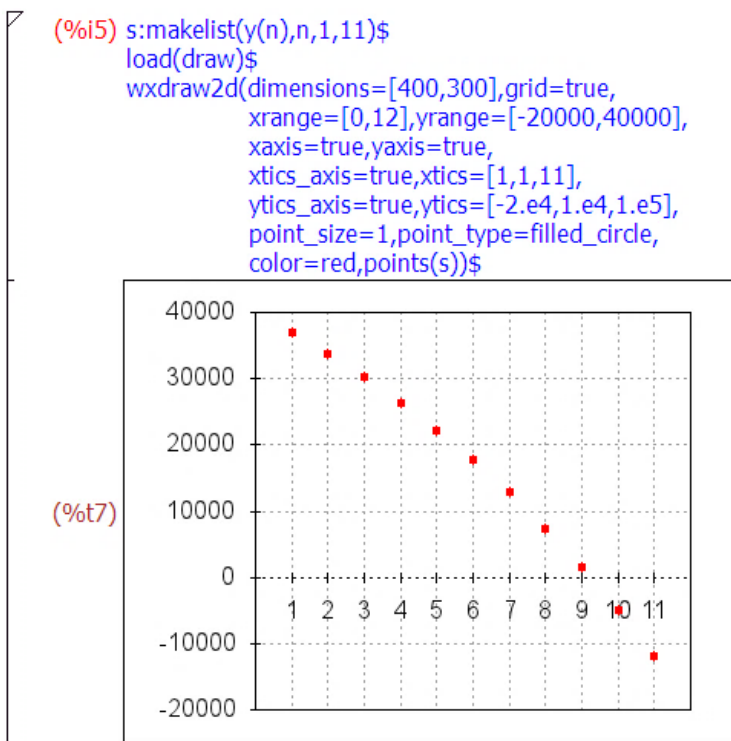 (%i5) s:makelist(y(n),n,1,11)$
load(draw)$
wxdraw2d(dimensions=[400,300],grid=true,
xrange=[0,12],yrange=[-20000,40000],
xaxis=true,yaxis=true,
xtics_axis=true,xtics=[1,1,11],
ytics_axis=true,ytics=[-2.e4,1.e4,1.e5],
point_size=1,point_type=filled_circle,
color=red,points(s))$
(%t7)
40000
30000
20000
10000
0
-10000
-20000
1 2 3 4 5 6 7 8 9 10 11